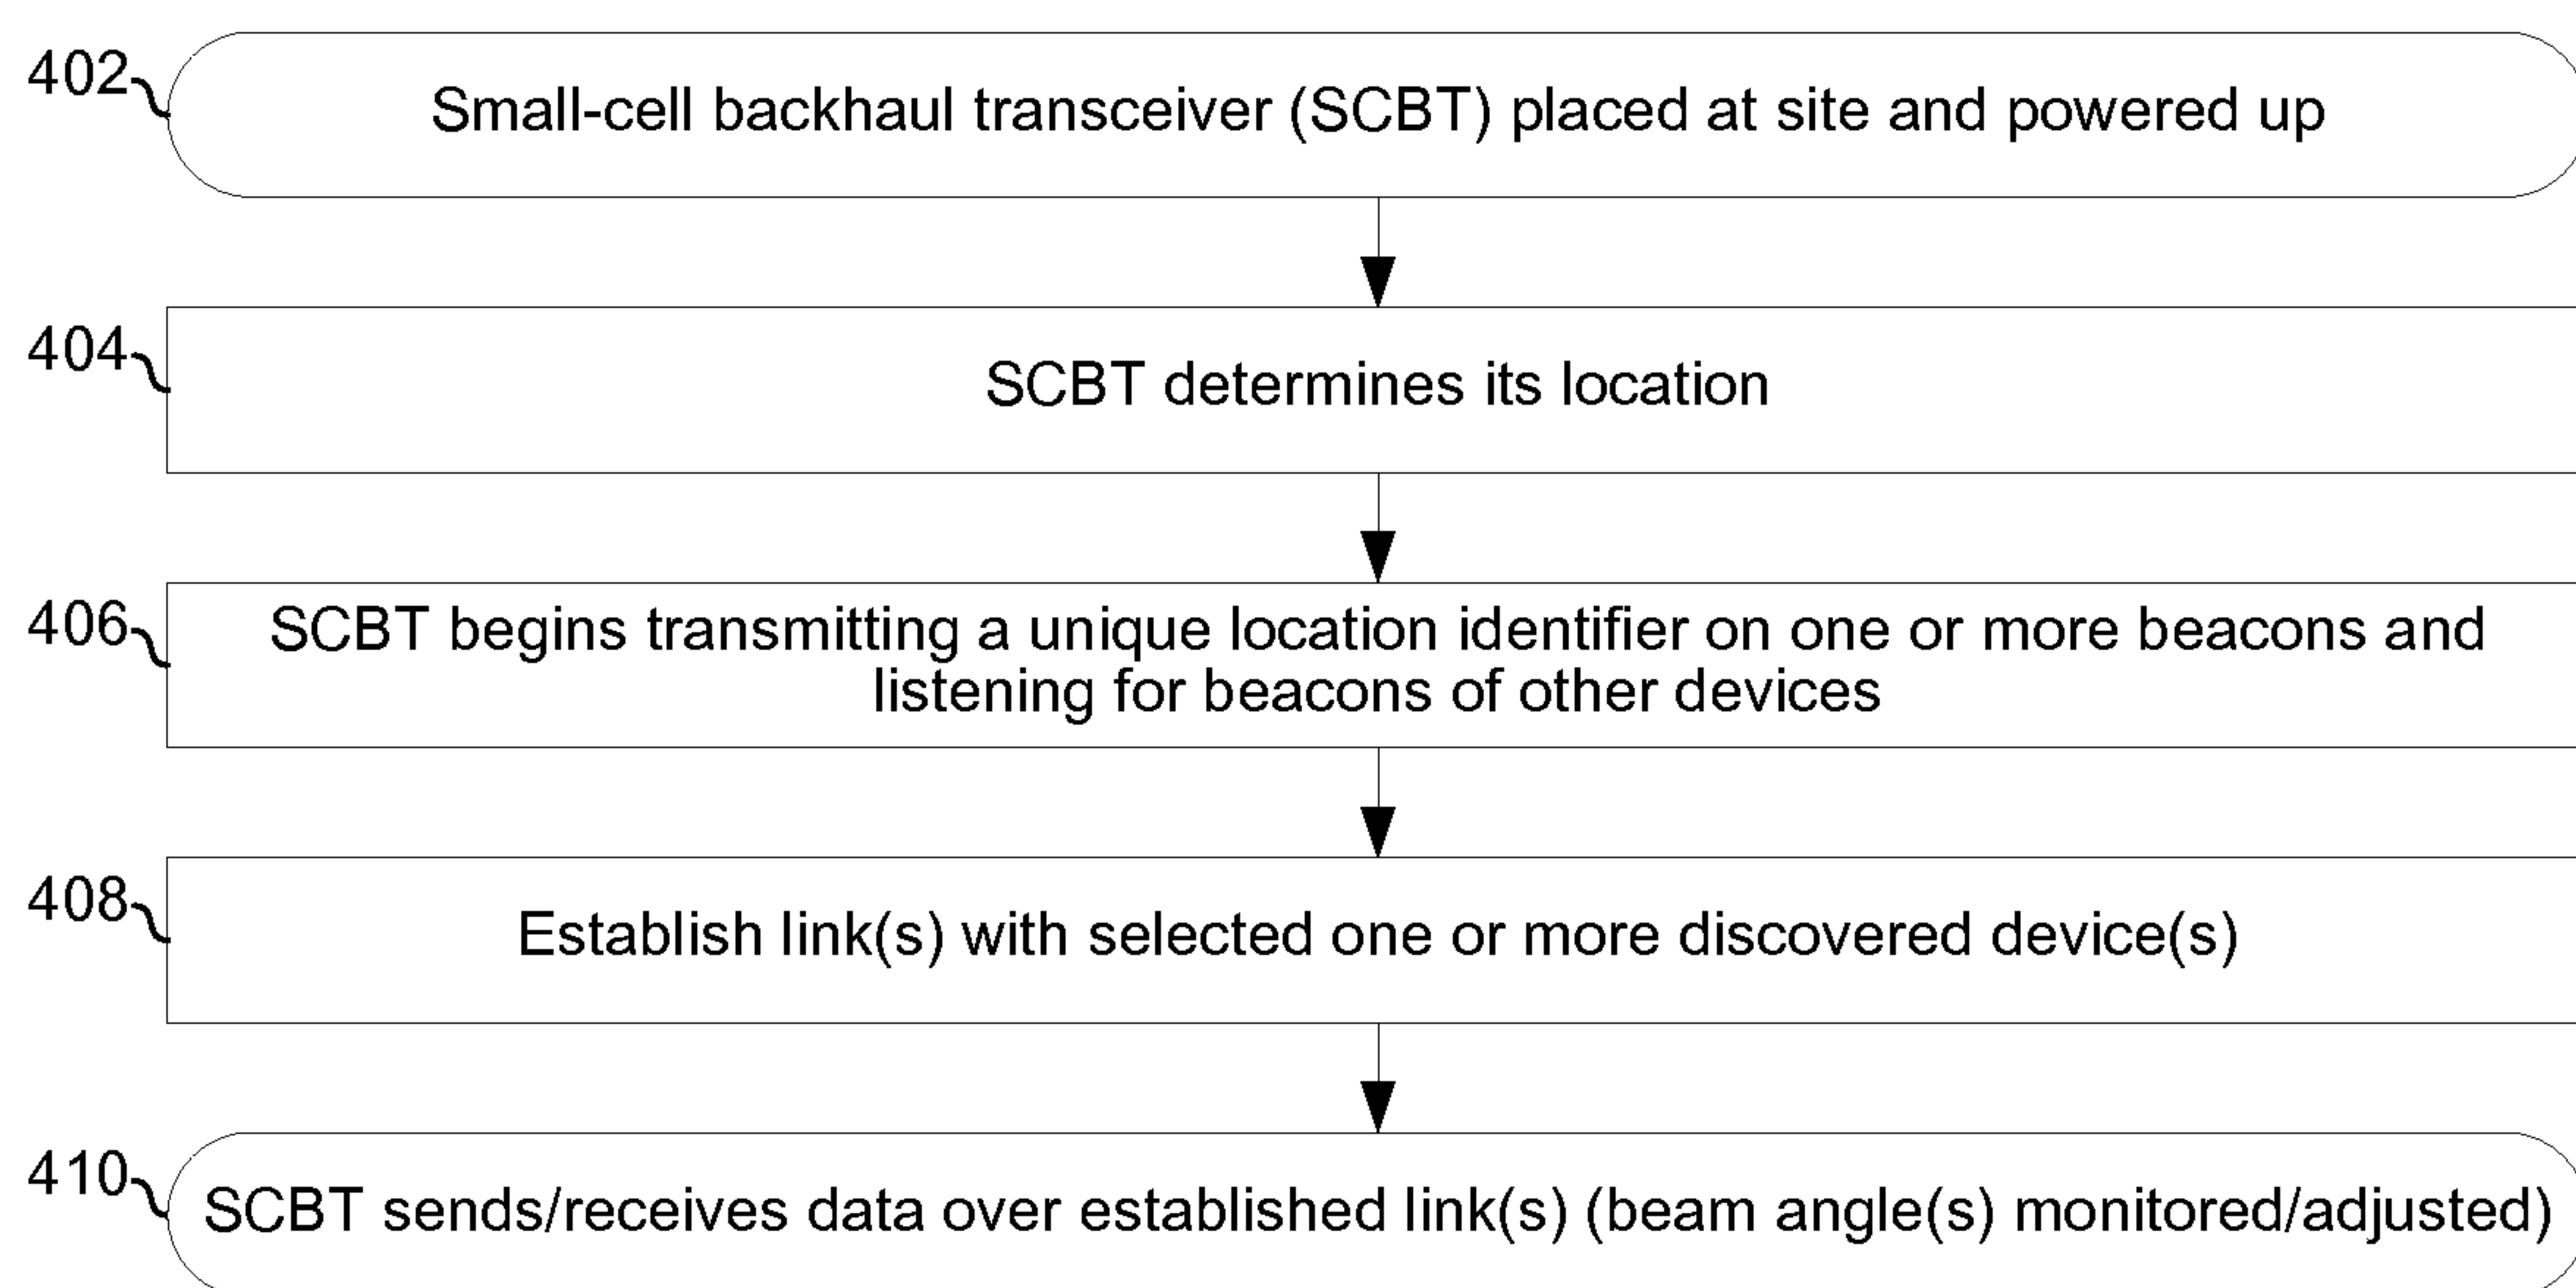 402
Small-cell backhaul transceiver (SCBT) placed at site and powered up
404
SCBT determines its location
406
SCBT begins transmitting a unique location identifier on one or more beacons and
listening for beacons of other devices
408
Establish link(s) with selected one or more discovered device(s)
410
SCBT sends/receives data over established link(s) (beam angle(s) monitored/adjusted)